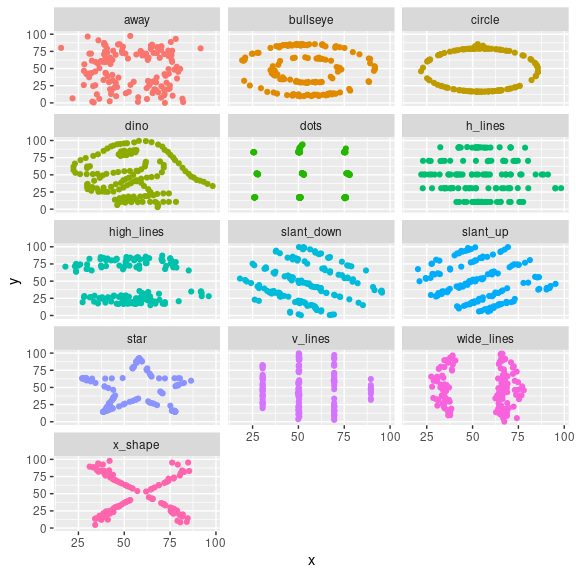 away bullseye circle
100
75
50
25
0
dino dots h_lines
100
75
50
25
0
high_lines slant_down slant_up
100
75
50
25
0
y
star v_lines wide_lines
100
75
50
25
0
25 50 75 100 25 50 75 100
x_shape
100
75
50
25
0
25 50 75 100
x